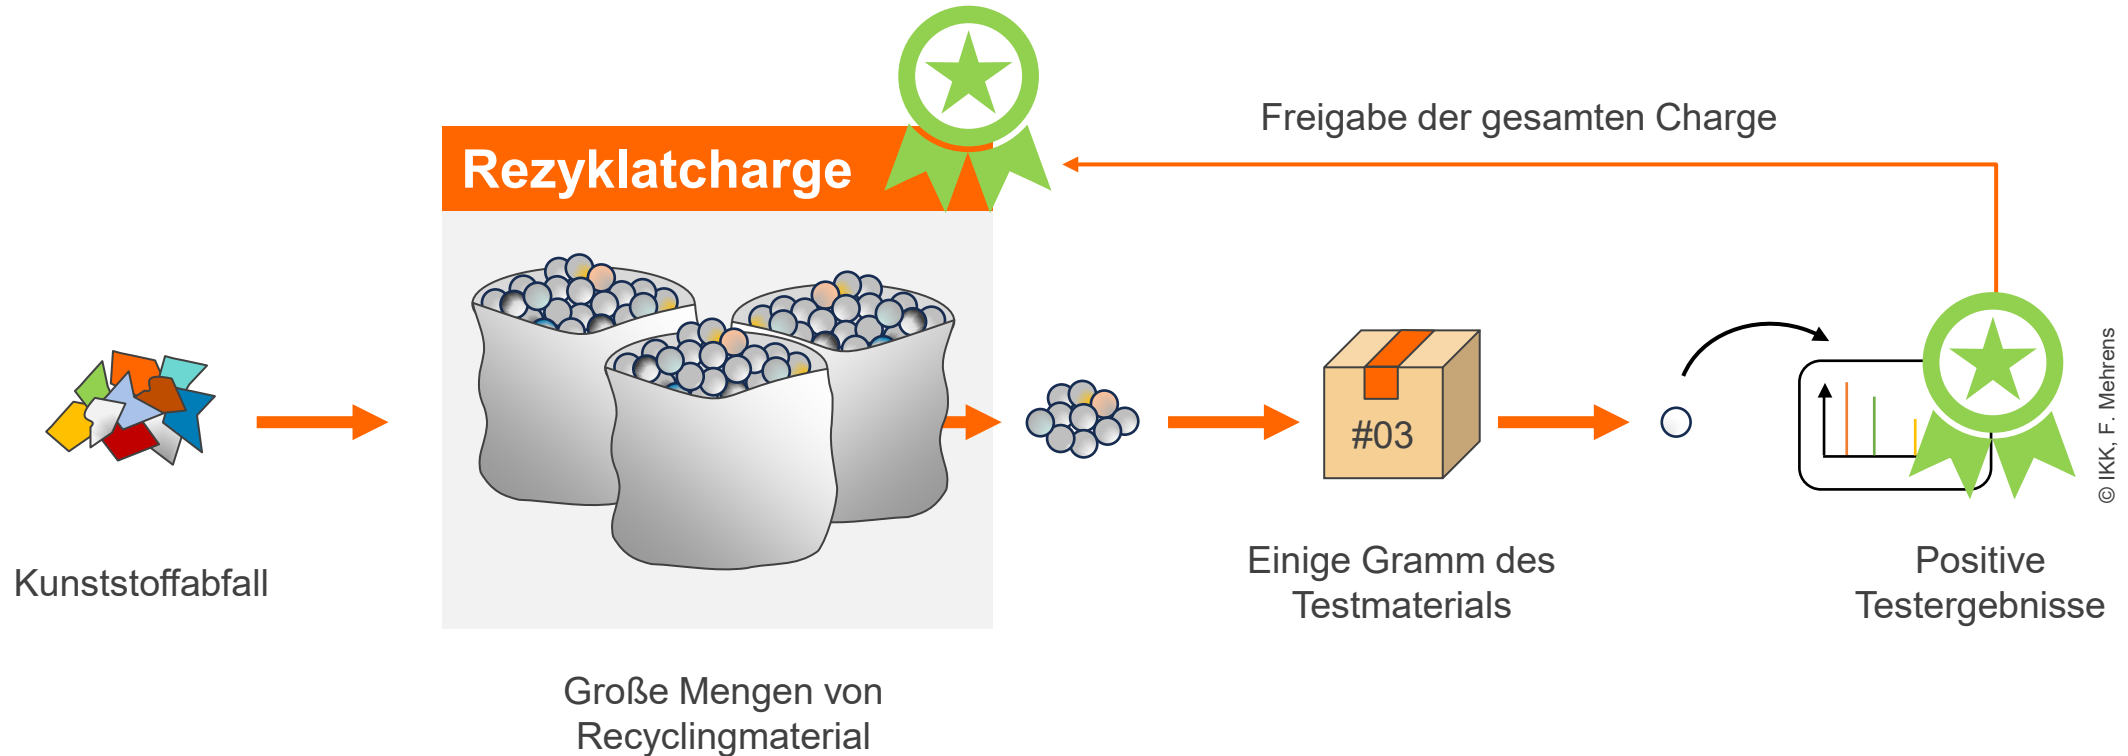 Freigabe der gesamten Charge
Rezyklatcharge
#03
Kunststoffabfall
Große Mengen von
Recyclingmaterial
Einige Gramm des
Testmaterials
Positive
Testergebnisse
© IKK, F. Mehrens